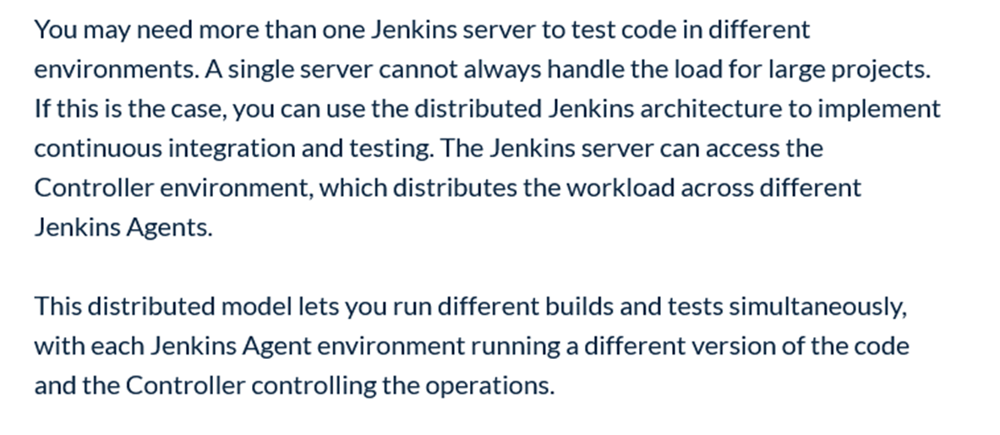 You may need more than one Jenkins server to test code in different
environments. A single server cannot always handle the load for large projects.
If this is the case, you can use the distributed Jenkins architecture to implement
continuous integration and testing. The Jenkins server can access the
Controller environment, which distributes the workload across different
Jenkins Agents.
This distributed model lets you run different builds and tests simultaneously,
with each Jenkins Agent environment running a different version of the code
and the Controller controlling the operations.